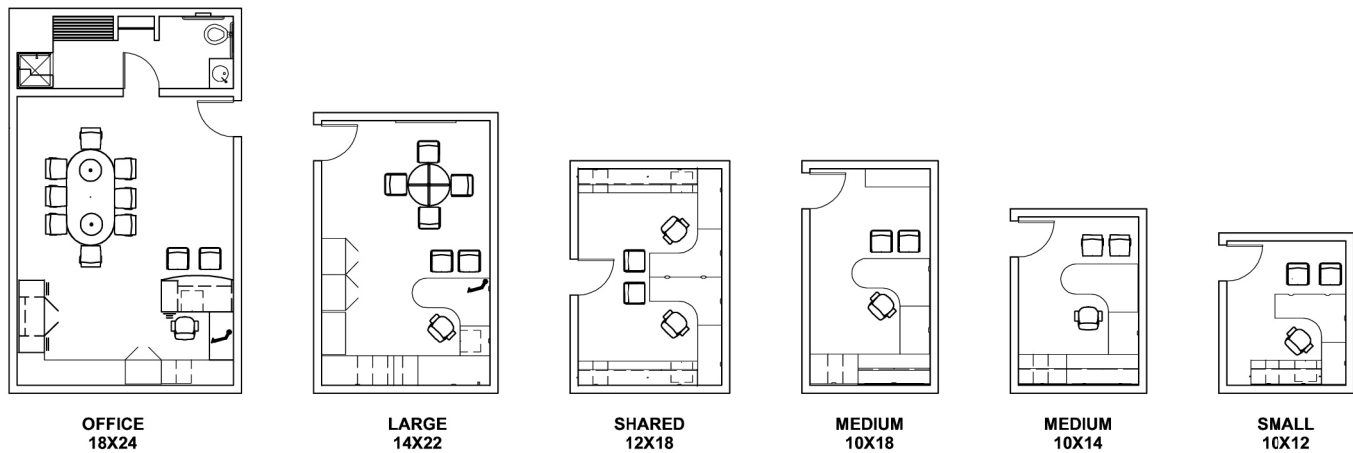 OFFICE
18X24
LARGE
14X22
SHARED
12X18
MEDIUM
10X18
MEDIUM
10X14
SMALL
10X12